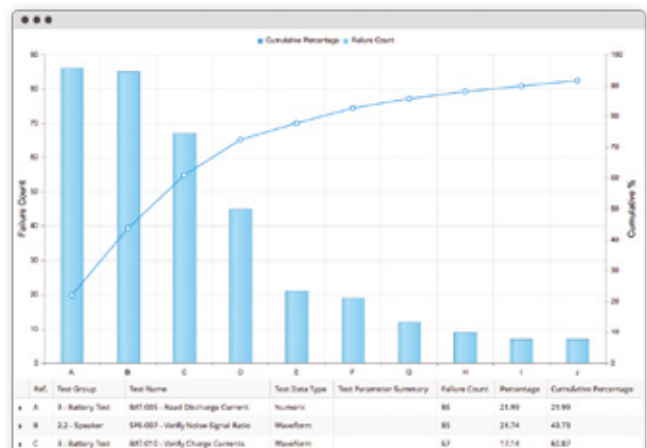 Cumulative Percentage Failure Count
90 100
80 90
70 80
60 70
50 60
40 50
30 40
20 30
10 20
0 10
0
Failure Count
Cumulative %
A B C D E F G H I J
Ref. Test Group Test Name Test Data Type Test Parameter Summary Failure Count Percentage Cumulative Percentage
A 3 - Battery Test BAT-005 - Read Discharge Current Numeric 86 21.99 21.99
B 2.2 - Speaker SPK-007 - Verify Noise-Signal Ratio Waveform 85 21.74 43.73
C 3 - Battery Test BAT-010 - Verify Charge Currents Waveform 67 17.14 60.87